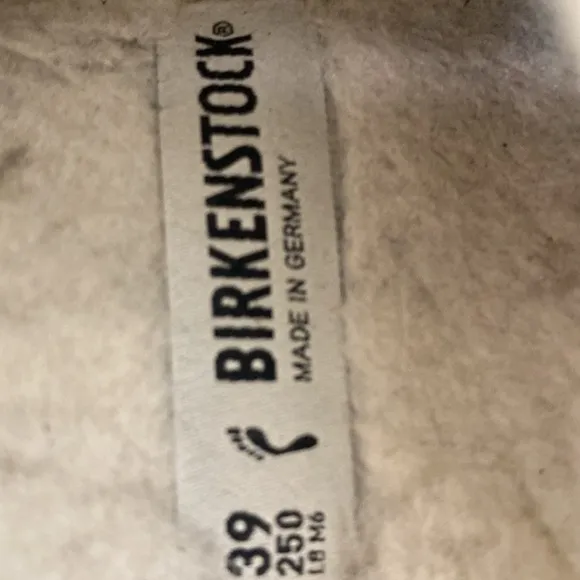 BIRKENSTOCK®
MADE IN GERMANY
39
250
L8 M6